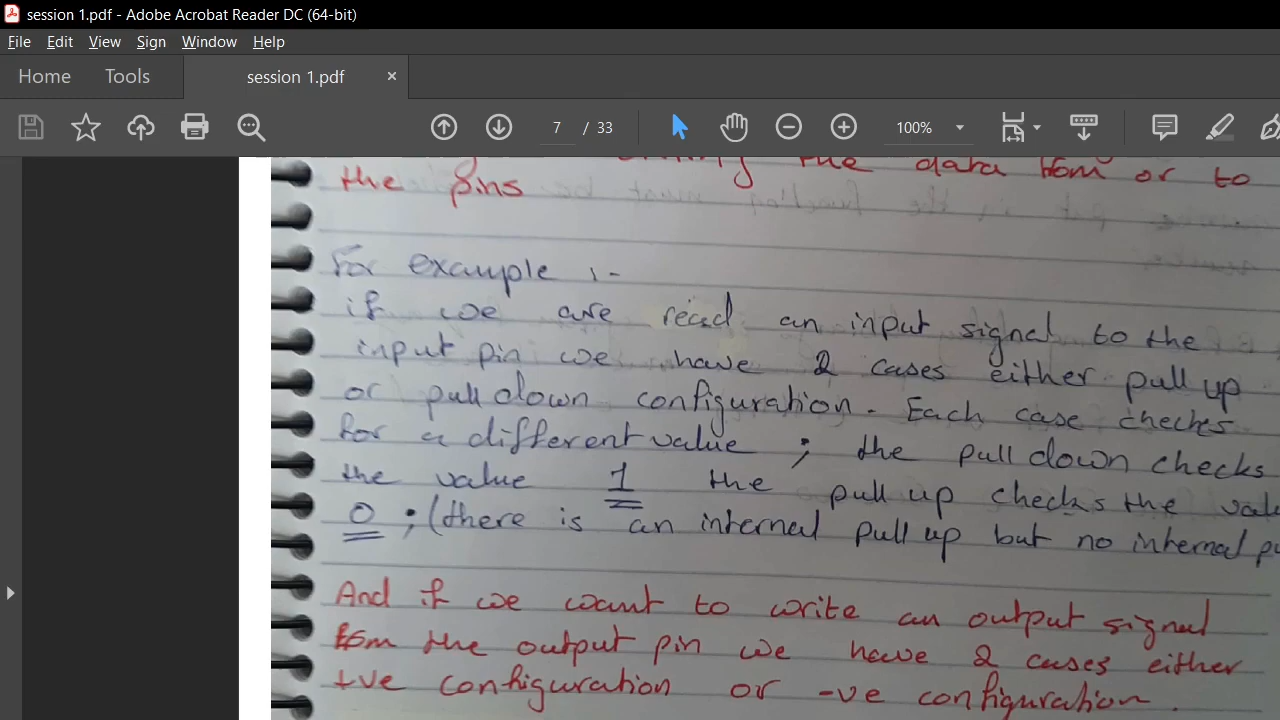 session 1.pdf - Adobe Acrobat Reader DC (64-bit)
File Edit View Sign Window Help
Home Tools session 1.pdf ×
7 / 33 100%
the data from or to
the pins
For example :-
if we are read an input signal to the
input pin we have 2 cases either pull up
or pull down configuration. Each case checks
for a different value ; the pull down checks
the value 1 the pull up checks the
0 ; (there is an internal pull up but no internal
And if we want to write an output signal
from the output pin we have 2 cases either
+ve configuration or -ve configuration.